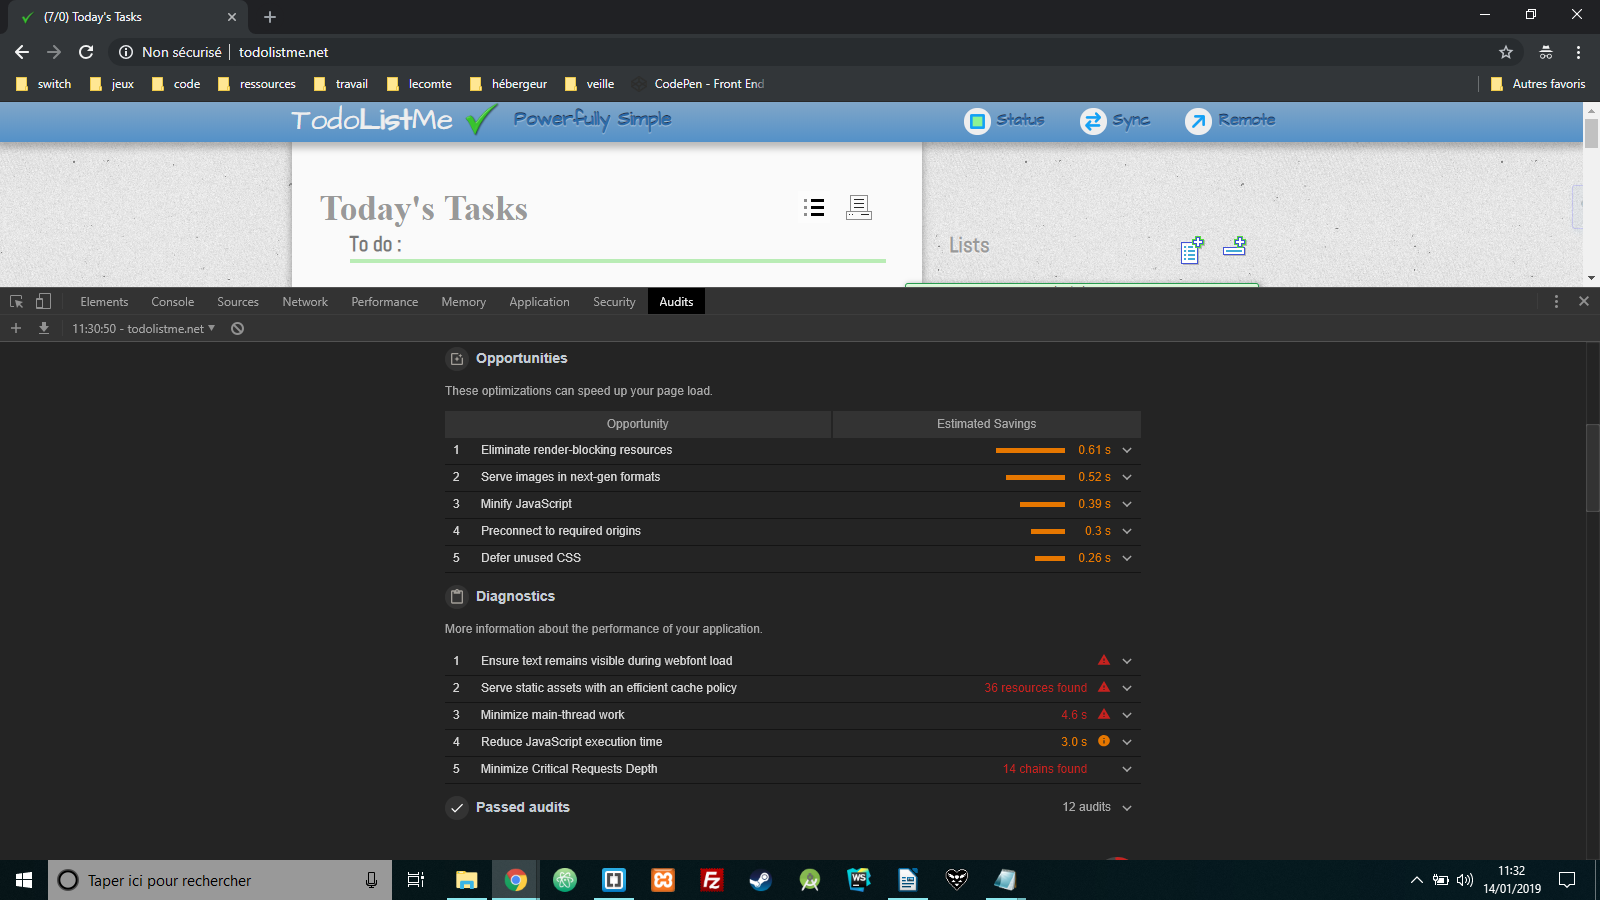 (7/0) Today's Tasks
Non sécurisé todolistme.net
switch jeux code ressources travail lecomte hébergeur veille CodePen - Front End Autres favoris
TodoListMe Powerfully Simple Status Sync Remote
Today's Tasks
To do :
Lists
Elements Console Sources Network Performance Memory Application Security Audits
11:30:50 - todolistme.net
Opportunities
These optimizations can speed up your page load.
Opportunity Estimated Savings
1 Eliminate render-blocking resources 0.61 s
2 Serve images in next-gen formats 0.52 s
3 Minify JavaScript 0.39 s
4 Preconnect to required origins 0.3 s
5 Defer unused CSS 0.26 s
Diagnostics
More information about the performance of your application.
1 Ensure text remains visible during webfont load
2 Serve static assets with an efficient cache policy 36 resources found
3 Minimize main-thread work 4.6 s
4 Reduce JavaScript execution time 3.0 s
5 Minimize Critical Requests Depth 14 chains found
Passed audits 12 audits
Taper ici pour rechercher
WS
Fz
11:32
14/01/2019